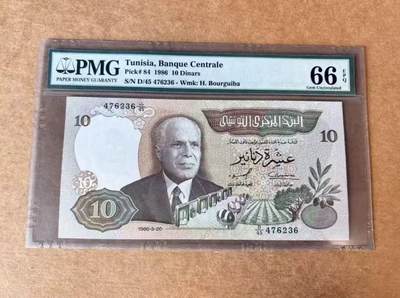 PMG
PAPER MONEY GUARANTY
Tunisia, Banque Centrale
Pick# 84 1986 10 Dinars
S/N D/45 476236 - Wmk: H. Bourguiba
66 EPQ
Gem Uncirculated
476236 D/45
البنك المركزي التونسي
10
10
عشرة دنانير
10
1986-3-20
D/45 476236